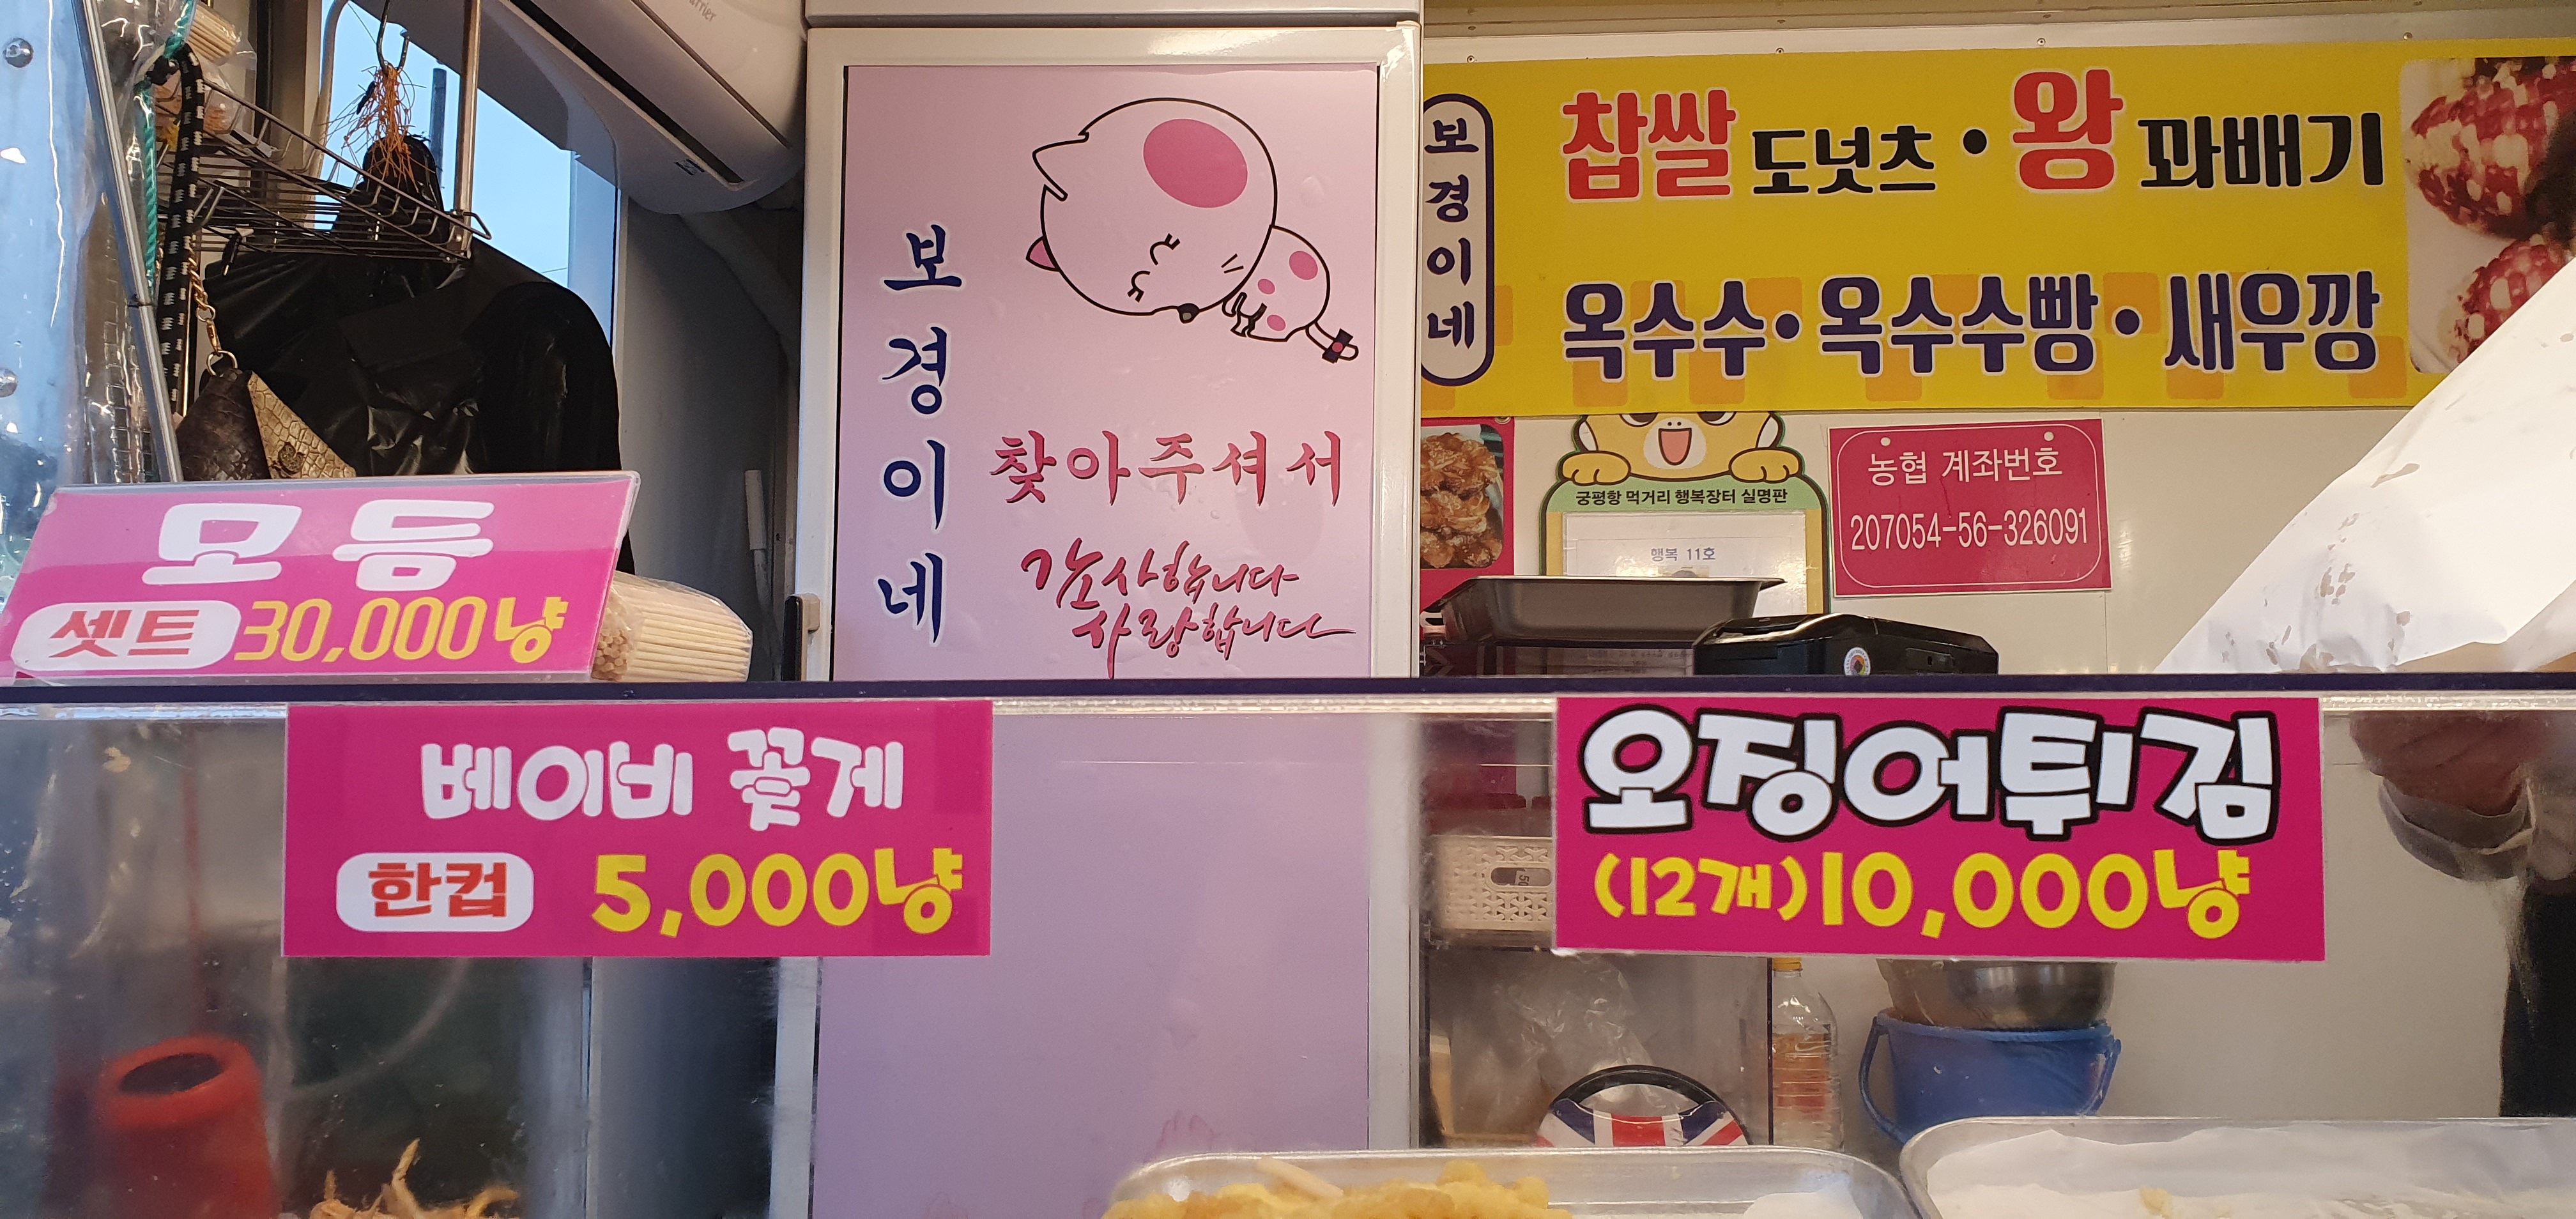 보경이네
찾아주셔서
감사합니다
사랑합니다
보경이네
찹쌀 도넛츠 · 왕 꽈배기
옥수수 · 옥수수빵 · 새우깡
궁평항 먹거리 행복장터 실명판
행복 11호
농협 계좌번호
207054-56-326091
모듬
셋트 30,000냥
베이비 꽃게
한컵 5,000냥
오징어튀김
(12개)10,000냥